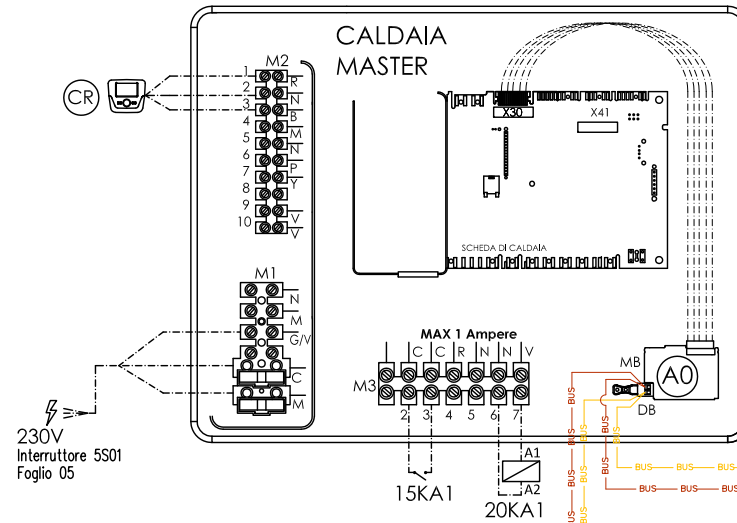 CALDAIA
MASTER
CR
M2
1
2
3
4
5
6
7
8
9
10
R
N
B
M
N
P
Y
V
V
X30
X41
SCHEDA DI CALDAIA
M1
N
M
G/V
C
M
230V
Interruttore 5S01
Foglio 05
MAX 1 Ampere
C
C
R
N
N
V
M3
2
3
4
5
6
7
15KA1
A1
A2
20KA1
MB
A0
DB
BUS
BUS
BUS
BUS
BUS
BUS
BUS
BUS
BUS
BUS
BUS
BUS
US
BUS